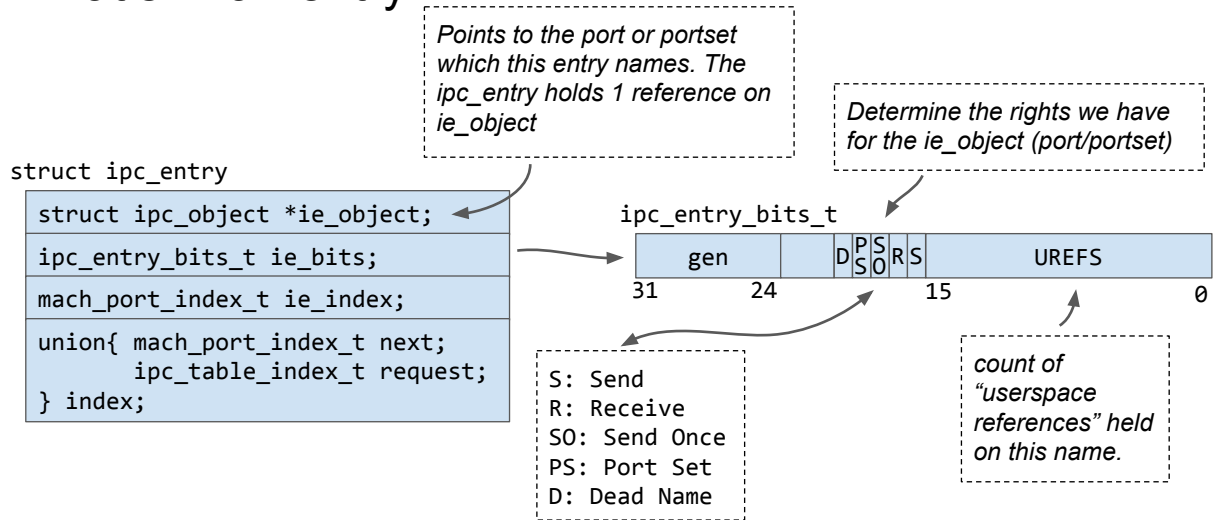 Points to the port or portset
which this entry names. The
ipc_entry holds 1 reference on
ie_object
Determine the rights we have
for the ie_object (port/portset)
struct ipc_entry
struct ipc_object *ie_object;
ipc_entry_bits_t ie_bits;
mach_port_index_t ie_index;
union{ mach_port_index_t next;
ipc_table_index_t request;
} index;
ipc_entry_bits_t
gen D PS SO R S UREFS
31 24 15 0
S: Send
R: Receive
SO: Send Once
PS: Port Set
D: Dead Name
count of
“userspace
references” held
on this name.